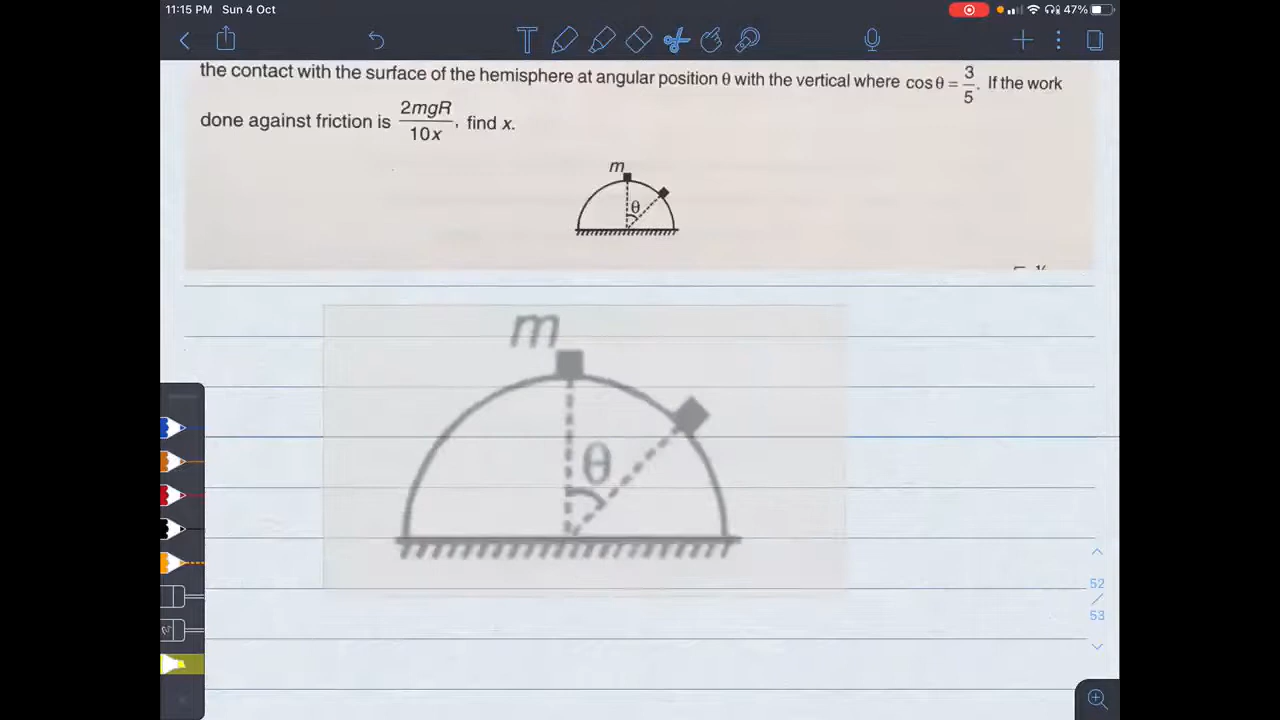 11:15 PM Sun 4 Oct 47%
T
the contact with the surface of the hemisphere at angular position θ with the vertical where cos θ = 3/5. If the work
done against friction is 2mgR/10x, find x.
m
θ
m
θ
52
/
53